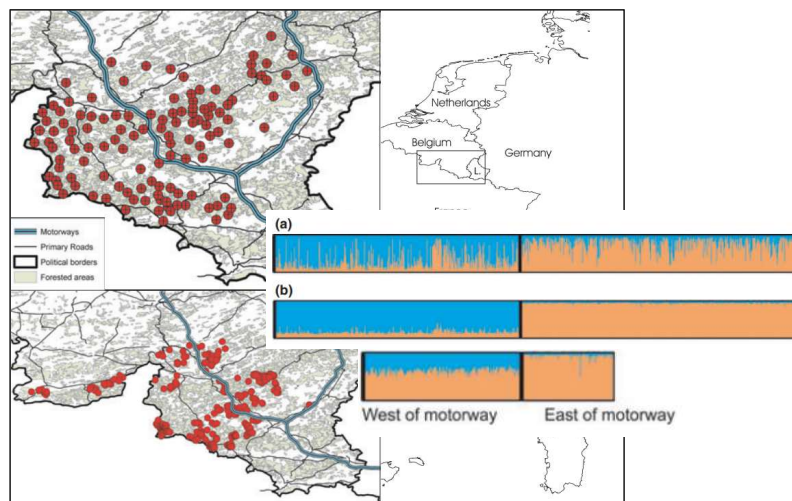 Netherlands
Belgium
Germany
L.
(a)
Motorways
Primary Roads
Political borders
Forested areas
(b)
West of motorway
East of motorway